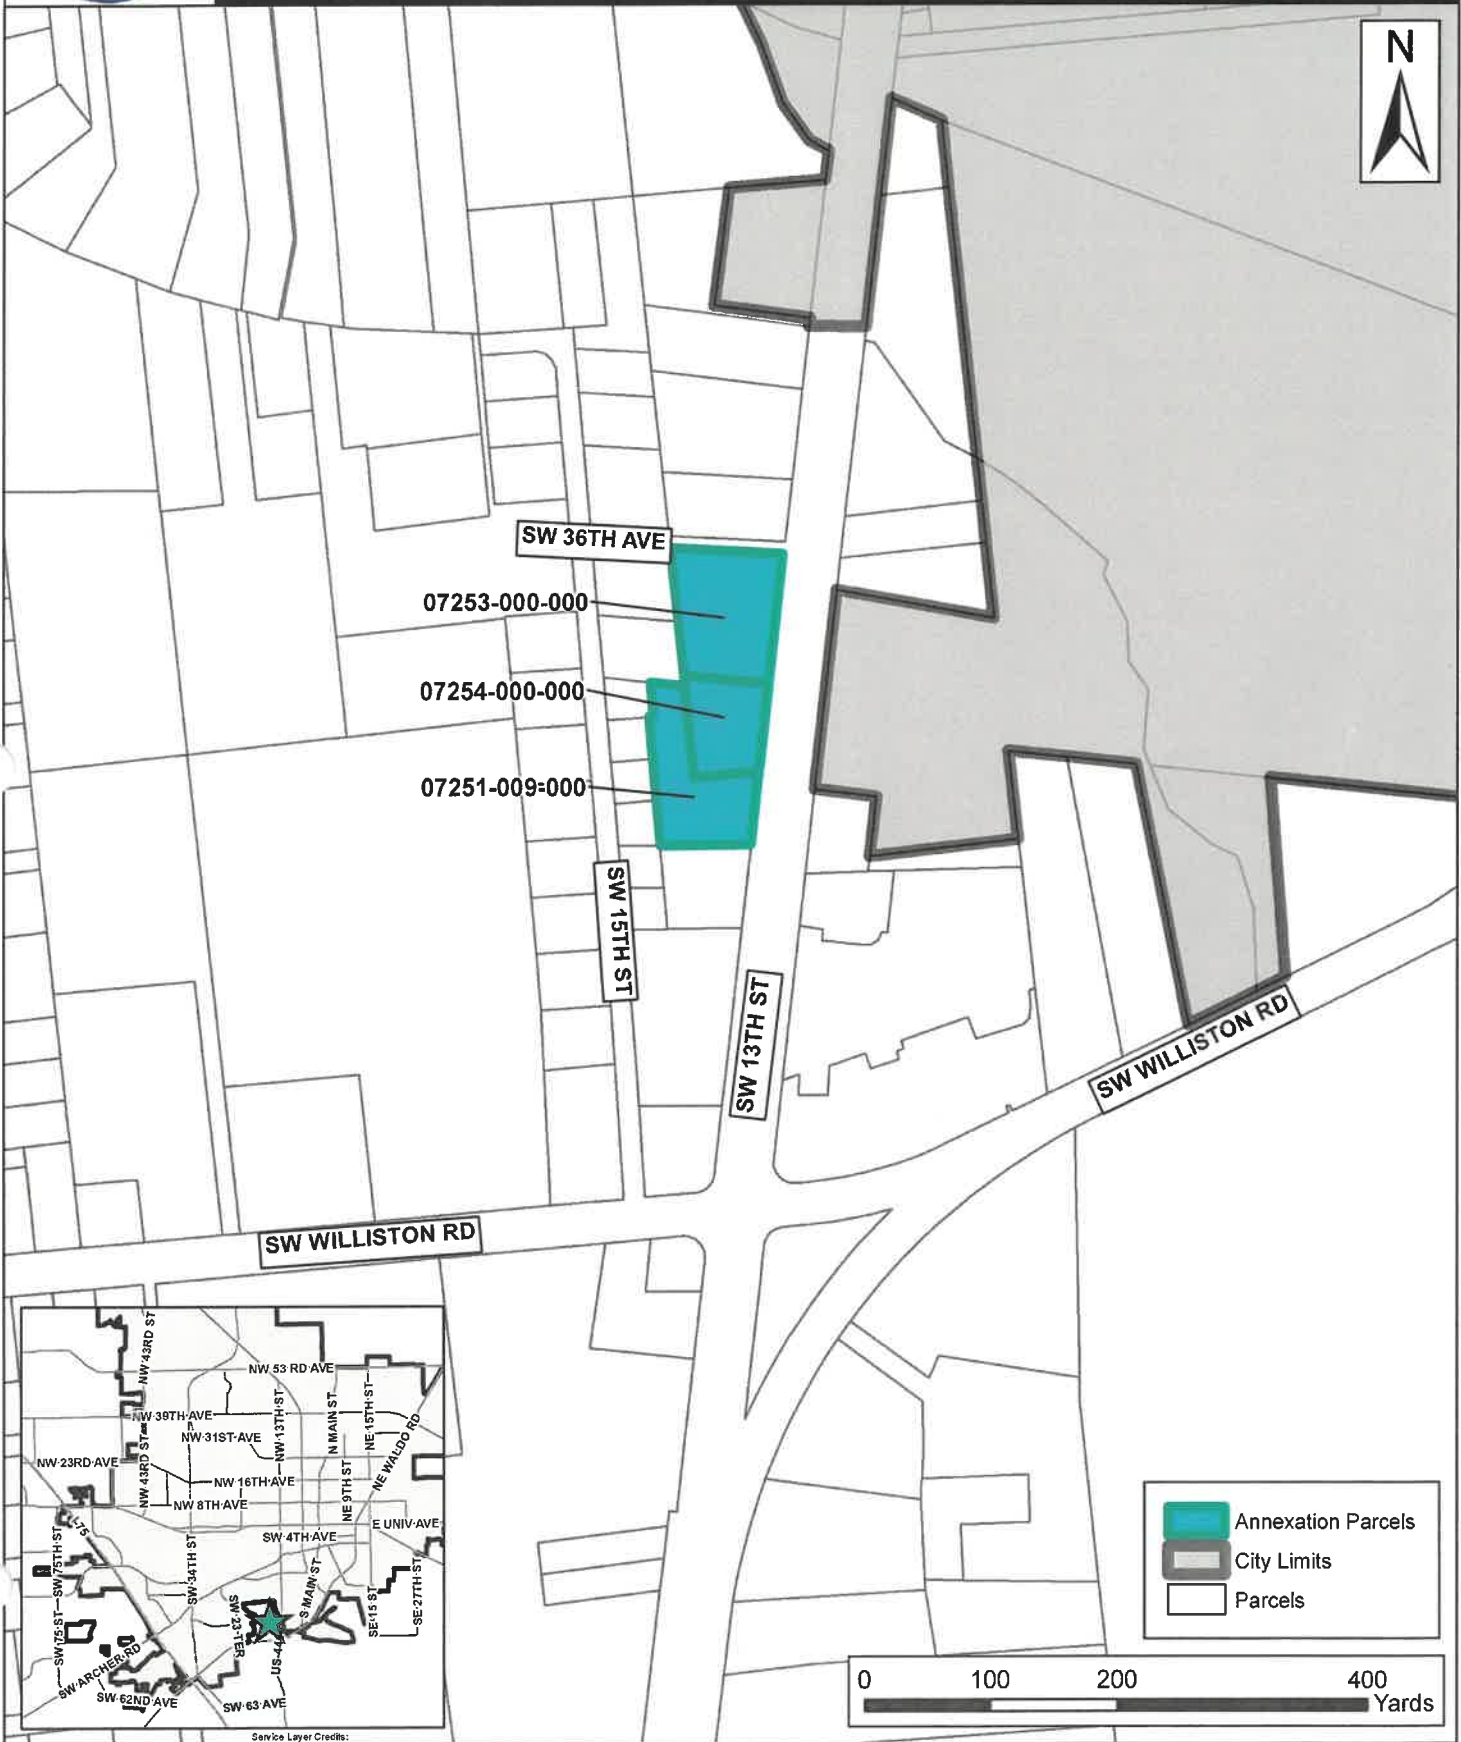 N
SW 36TH AVE
07253-000-000
07254-000-000
07251-009-000
SW 15TH ST
SW 13TH ST
SW WILLISTON RD
SW WILLISTON RD
NW 43RD ST
NW 53 RD AVE
NW 39TH AVE
NW 31ST AVE
NW 13TH ST
N MAIN ST
NE 15TH ST
NE WALDO RD
NW 23RD AVE
NW 43RD ST
NW 16TH AVE
NE 9TH ST
NW 8TH AVE
I-75
SW 4TH AVE
E UNIV AVE
SW 75TH ST
SW 34TH ST
S MAIN ST
SW 23 TER
SE 15 ST
SE 27TH ST
SW 75 ST
US 441
SW ARCHER RD
SW 62ND AVE
SW 63 AVE
Service Layer Credits:
Annexation Parcels
City Limits
Parcels
0 100 200 400
Yards